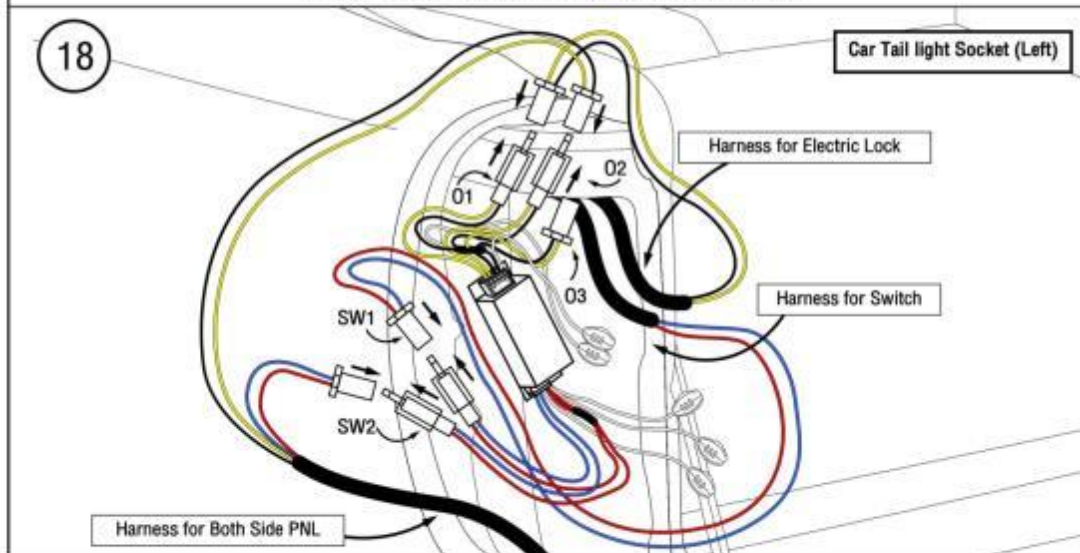 18
Car Tail light Socket (Left)
Harness for Electric Lock
O2
O1
O3
Harness for Switch
SW1
SW2
Harness for Both Side PNL